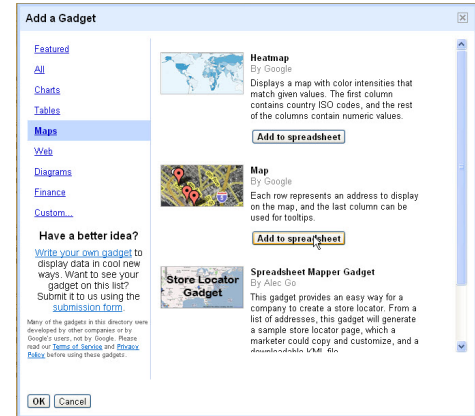 Add a Gadget
Featured
All
Charts
Tables
Maps
Web
Diagrams
Finance
Custom...
Have a better idea?
Write your own gadget to
display data in cool new
ways. Want to see your
gadget on this list?
Submit it to us using the
submission form.
Many of the gadgets in this directory were
developed by other companies or by
Google's users, not by Google. Please
read our Terms of Service and Privacy
Policy before using these gadgets.
Heatmap
By Google
Displays a map with color intensities that
match given values. The first column
contains country ISO codes, and the rest
of the columns contain numeric values.
Add to spreadsheet
Map
By Google
Each row represents an address to display
on the map, and the last column can be
used for tooltips.
Add to spreadsheet
Store Locator
Gadget
Spreadsheet Mapper Gadget
By Alec Go
This gadget provides an easy way for a
company to create a store locator. From a
list of addresses, this gadget will generate
a sample store locator page, which a
marketer could copy and customize, and a
downloadable KML file
OK Cancel